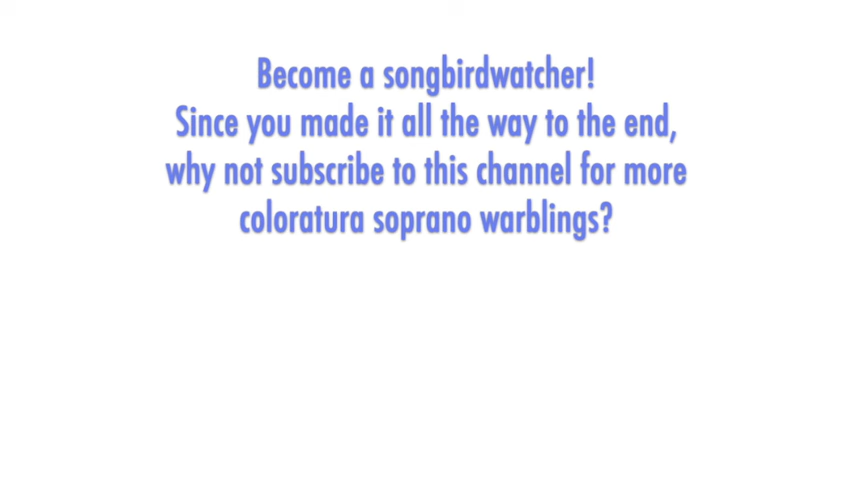 Become a songbirdwatcher!
Since you made it all the way to the end,
why not subscribe to this channel for more
coloratura soprano warblings?